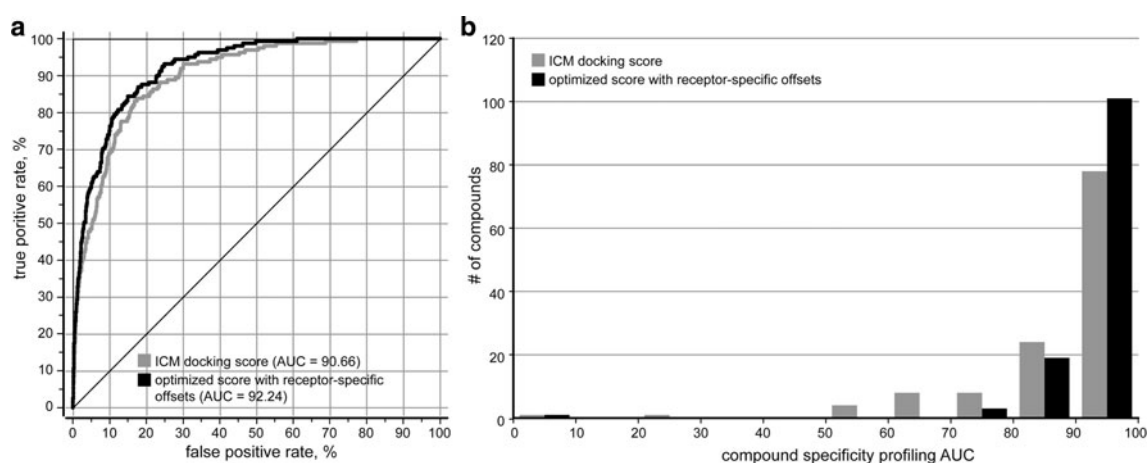 a
100
90
80
70
60
50
40
30
20
10
0
true poritive rate, %
ICM docking score (AUC = 90.66)
optimized score with receptor-specific
offsets (AUC = 92.24)
0 10 20 30 40 50 60 70 80 90 100
false positive rate, %
b
120
100
80
60
40
20
0
# of compounds
ICM docking score
optimized score with receptor-specific offsets
0 10 20 30 40 50 60 70 80 90 100
compound specificity profiling AUC